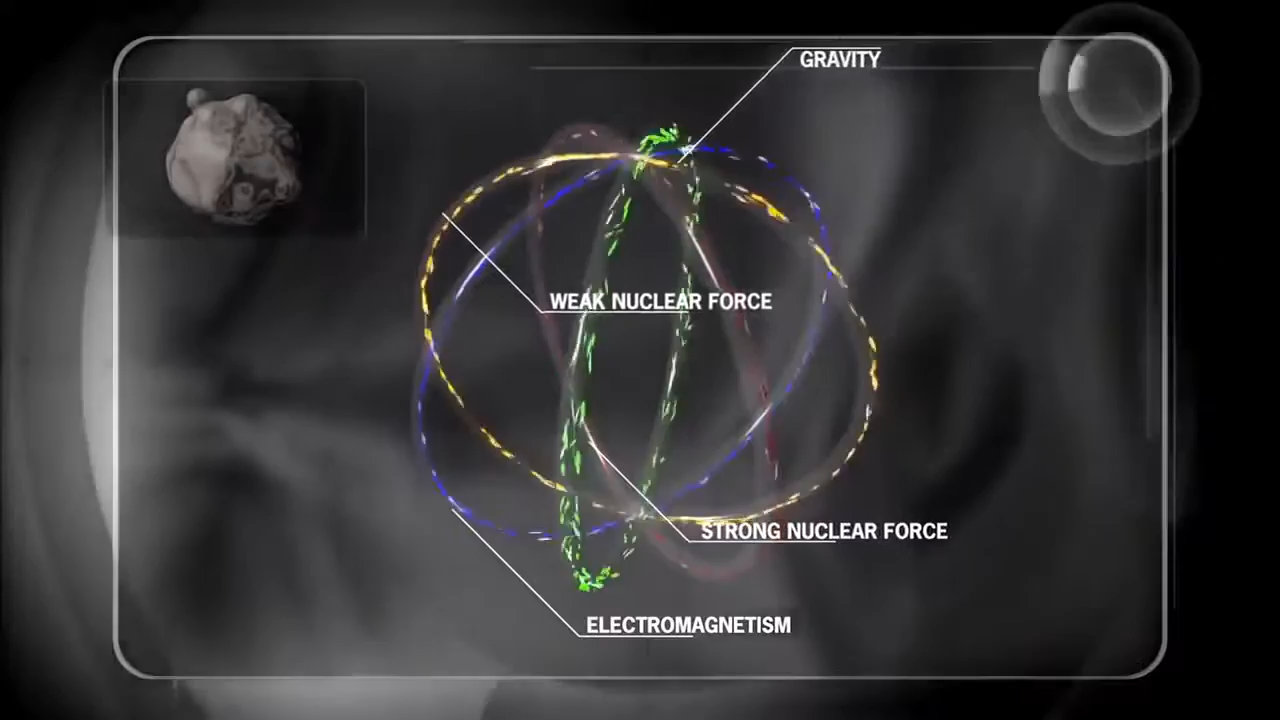 GRAVITY
WEAK NUCLEAR FORCE
STRONG NUCLEAR FORCE
ELECTROMAGNETISM